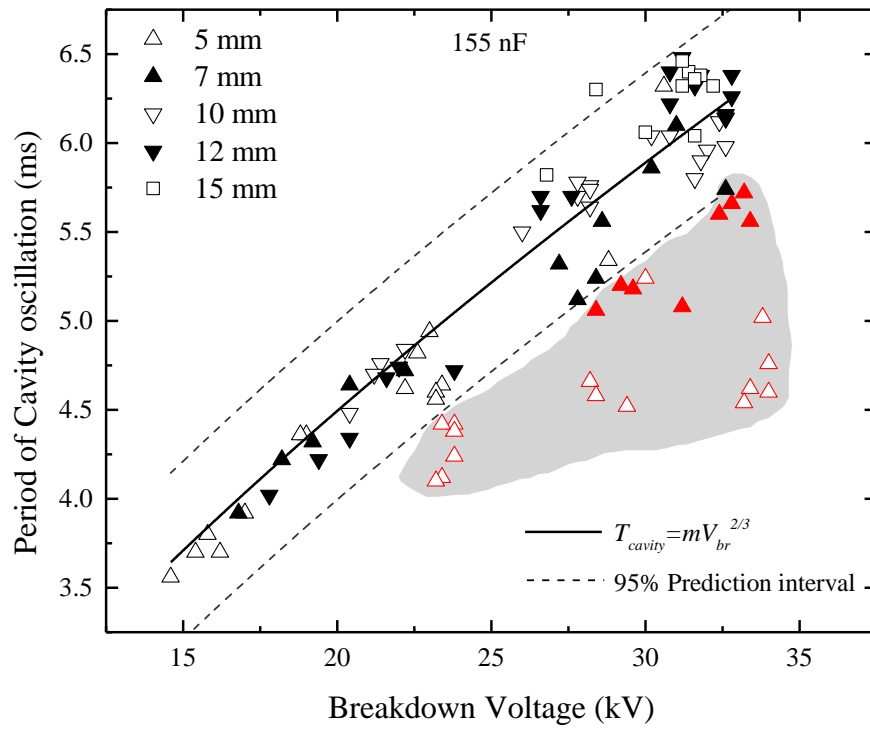 155 nF
5 mm
7 mm
10 mm
12 mm
15 mm
Period of Cavity oscillation (ms)
6.5
6.0
5.5
5.0
4.5
4.0
3.5
T_cavity=mV_br^2/3
95% Prediction interval
15 20 25 30 35
Breakdown Voltage (kV)